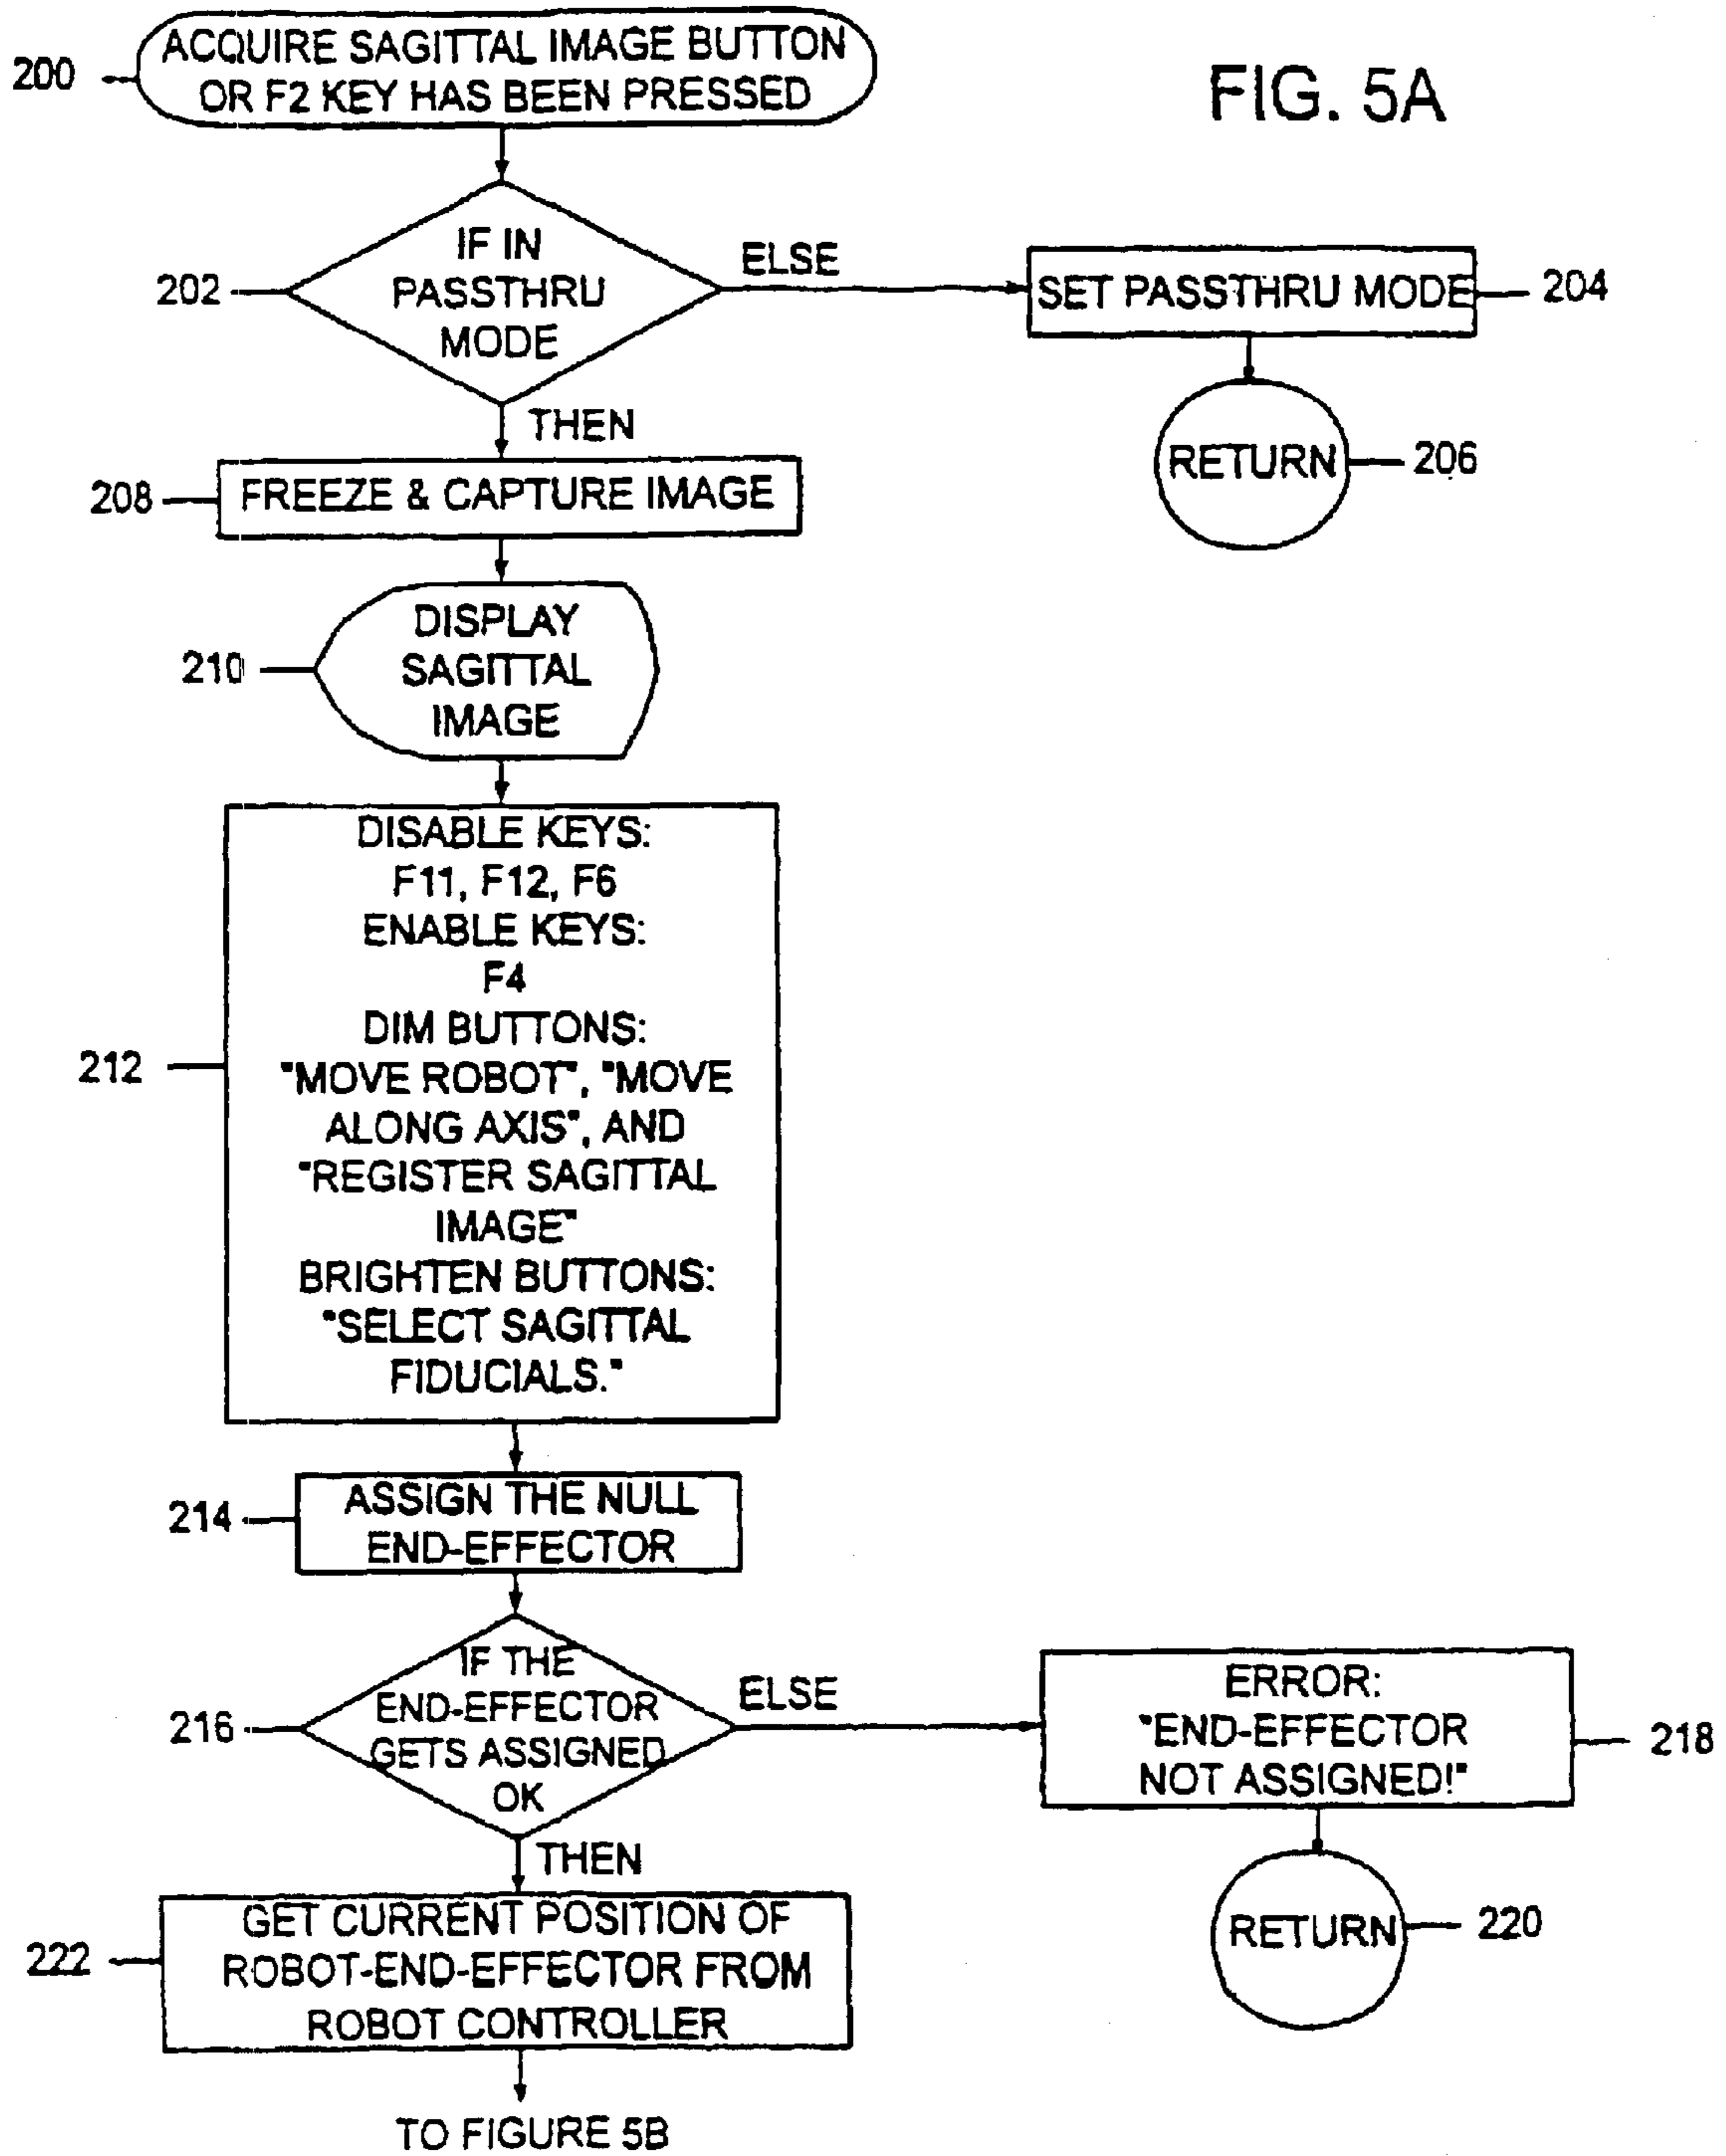 FIG. 5A
200
ACQUIRE SAGITTAL IMAGE BUTTON
OR F2 KEY HAS BEEN PRESSED
202
IF IN
PASSTHRU
MODE
ELSE
SET PASSTHRU MODE
204
RETURN
206
THEN
208
FREEZE & CAPTURE IMAGE
210
DISPLAY
SAGITTAL
IMAGE
212
DISABLE KEYS:
F11, F12, F6
ENABLE KEYS:
F4
DIM BUTTONS:
"MOVE ROBOT", "MOVE
ALONG AXIS", AND
"REGISTER SAGITTAL
IMAGE"
BRIGHTEN BUTTONS:
"SELECT SAGITTAL
FIDUCIALS."
214
ASSIGN THE NULL
END-EFFECTOR
216
IF THE
END-EFFECTOR
GETS ASSIGNED
OK
ELSE
ERROR:
"END-EFFECTOR
NOT ASSIGNED!"
218
RETURN
220
THEN
222
GET CURRENT POSITION OF
ROBOT-END-EFFECTOR FROM
ROBOT CONTROLLER
TO FIGURE 5B